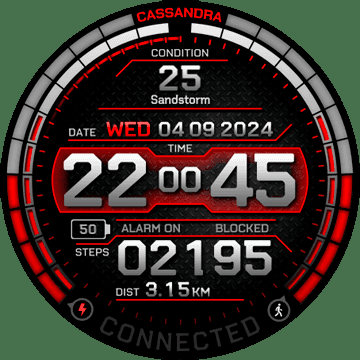 CASSANDRA
CONDITION
25
Sandstorm
DATE WED 04 09 2024
TIME
22 00 45
50 ALARM ON BLOCKED
STEPS 02195
DIST 3.15 KM
CONNECTED